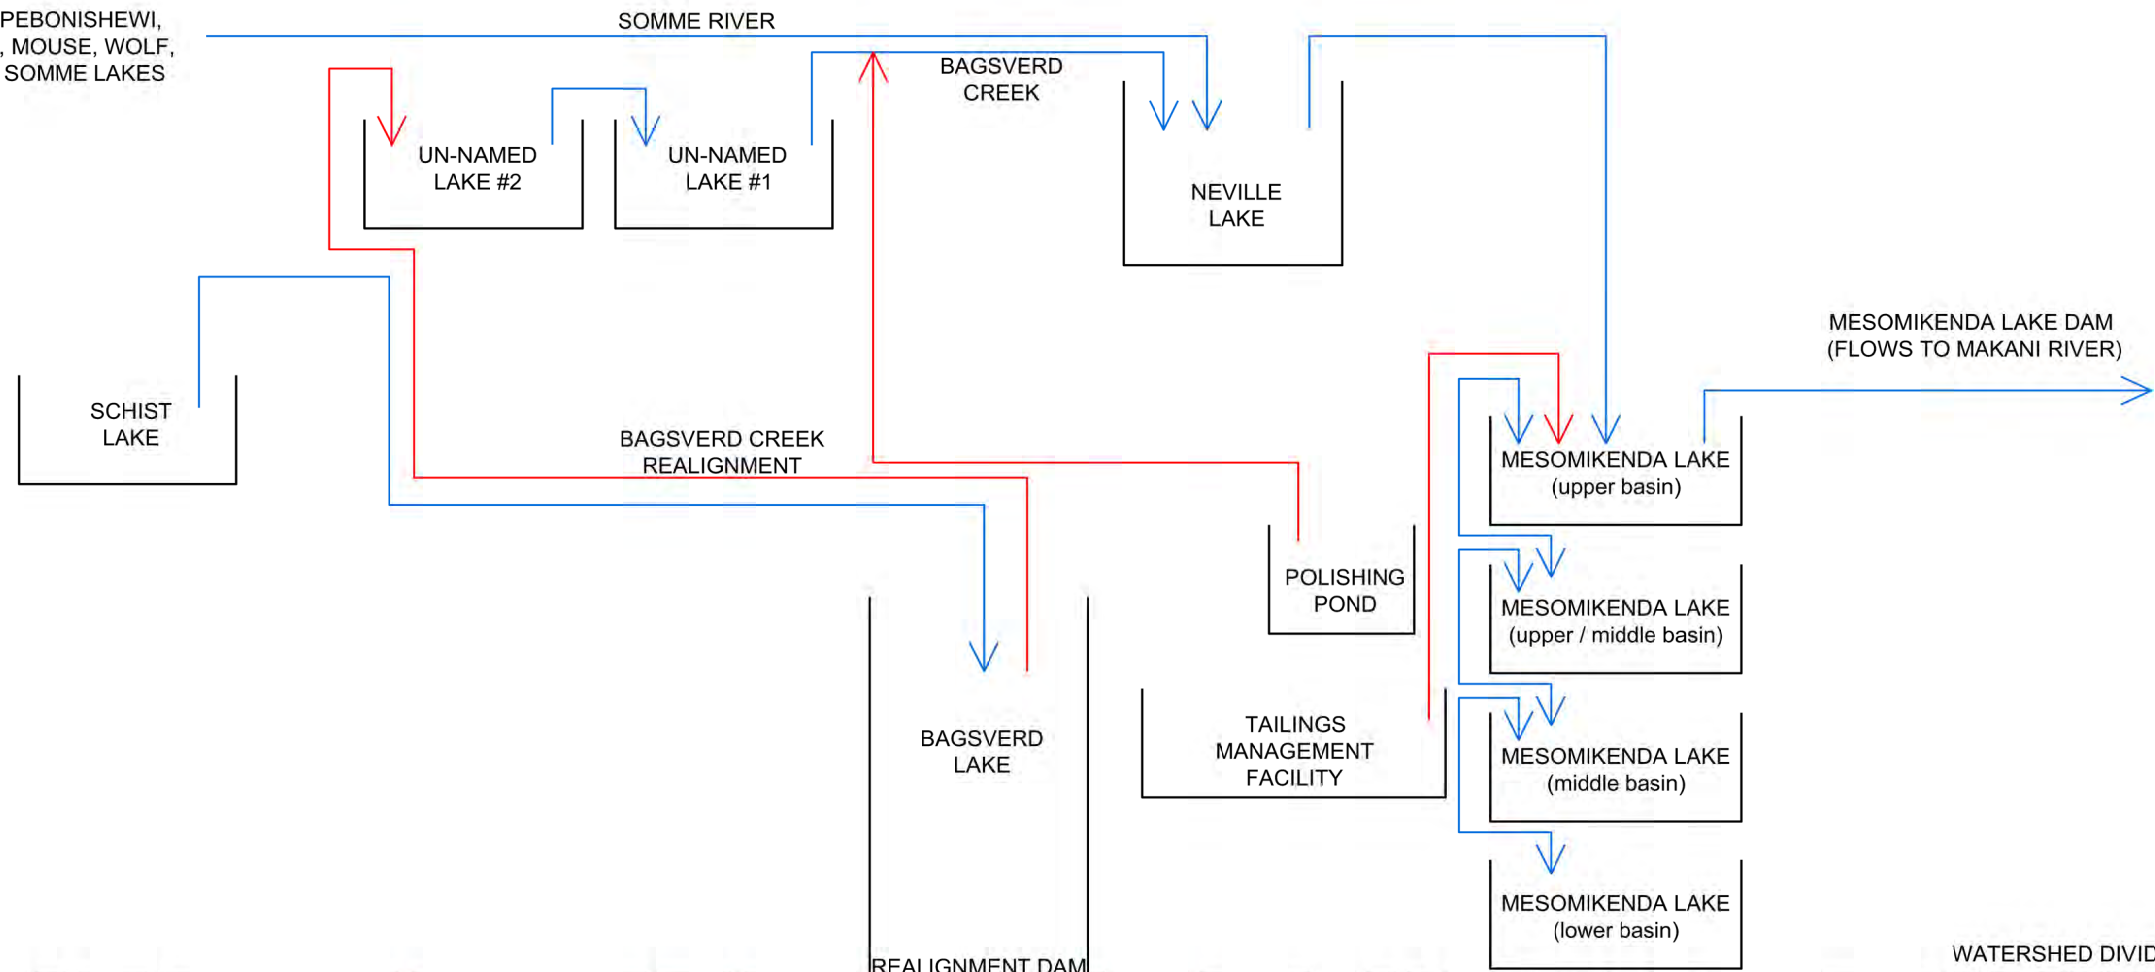 PEBONISHEWI,
, MOUSE, WOLF,
SOMME LAKES
SOMME RIVER
BAGSVERD
CREEK
UN-NAMED
LAKE #2
UN-NAMED
LAKE #1
NEVILLE
LAKE
MESOMIKENDA LAKE DAM
(FLOWS TO MAKANI RIVER)
SCHIST
LAKE
BAGSVERD CREEK
REALIGNMENT
MESOMIKENDA LAKE
(upper basin)
POLISHING
POND
MESOMIKENDA LAKE
(upper / middle basin)
BAGSVERD
LAKE
TAILINGS
MANAGEMENT
FACILITY
MESOMIKENDA LAKE
(middle basin)
MESOMIKENDA LAKE
(lower basin)
REALIGNMENT DAM
WATERSHED DIVID